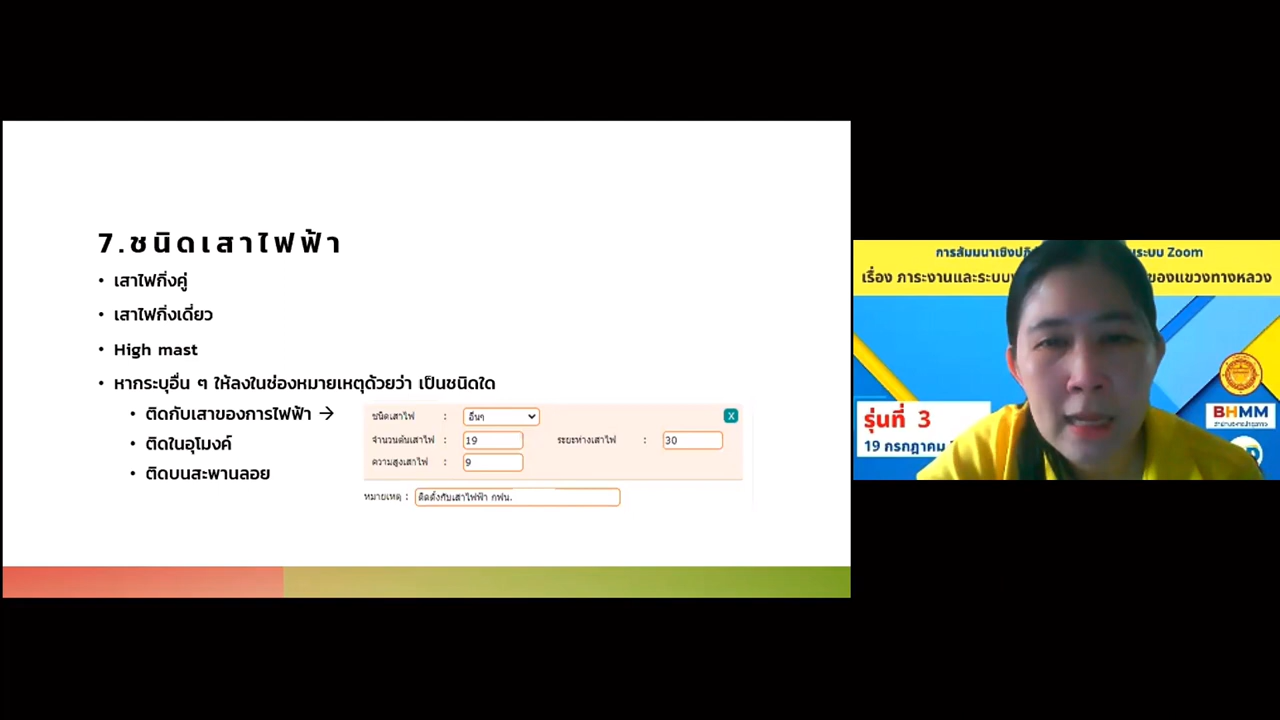 7.ชนิดเสาไฟฟ้า
• เสาไฟกิ่งคู่
• เสาไฟกิ่งเดี่ยว
• High mast
• หากระบุอื่น ๆ ให้ลงในช่องหมายเหตุด้วยว่า เป็นชนิดใด
• ติดกับเสาของการไฟฟ้า →
• ติดในอุโมงค์
• ติดบนสะพานลอย
ชนิดเสาไฟ : อื่นๆ X
จำนวนต้นเสาไฟ : 19 ระยะห่างเสาไฟ : 30
ความสูงเสาไฟ : 9
หมายเหตุ : ติดตั้งกับเสาไฟฟ้า กฟน.
การสัมมนาเชิงปฏิ ระบบ Zoom
เรื่อง ภาระงานและระบบ ของแขวงทางหลวง
รุ่นที่ 3
19 กรกฎาคม
BHMM